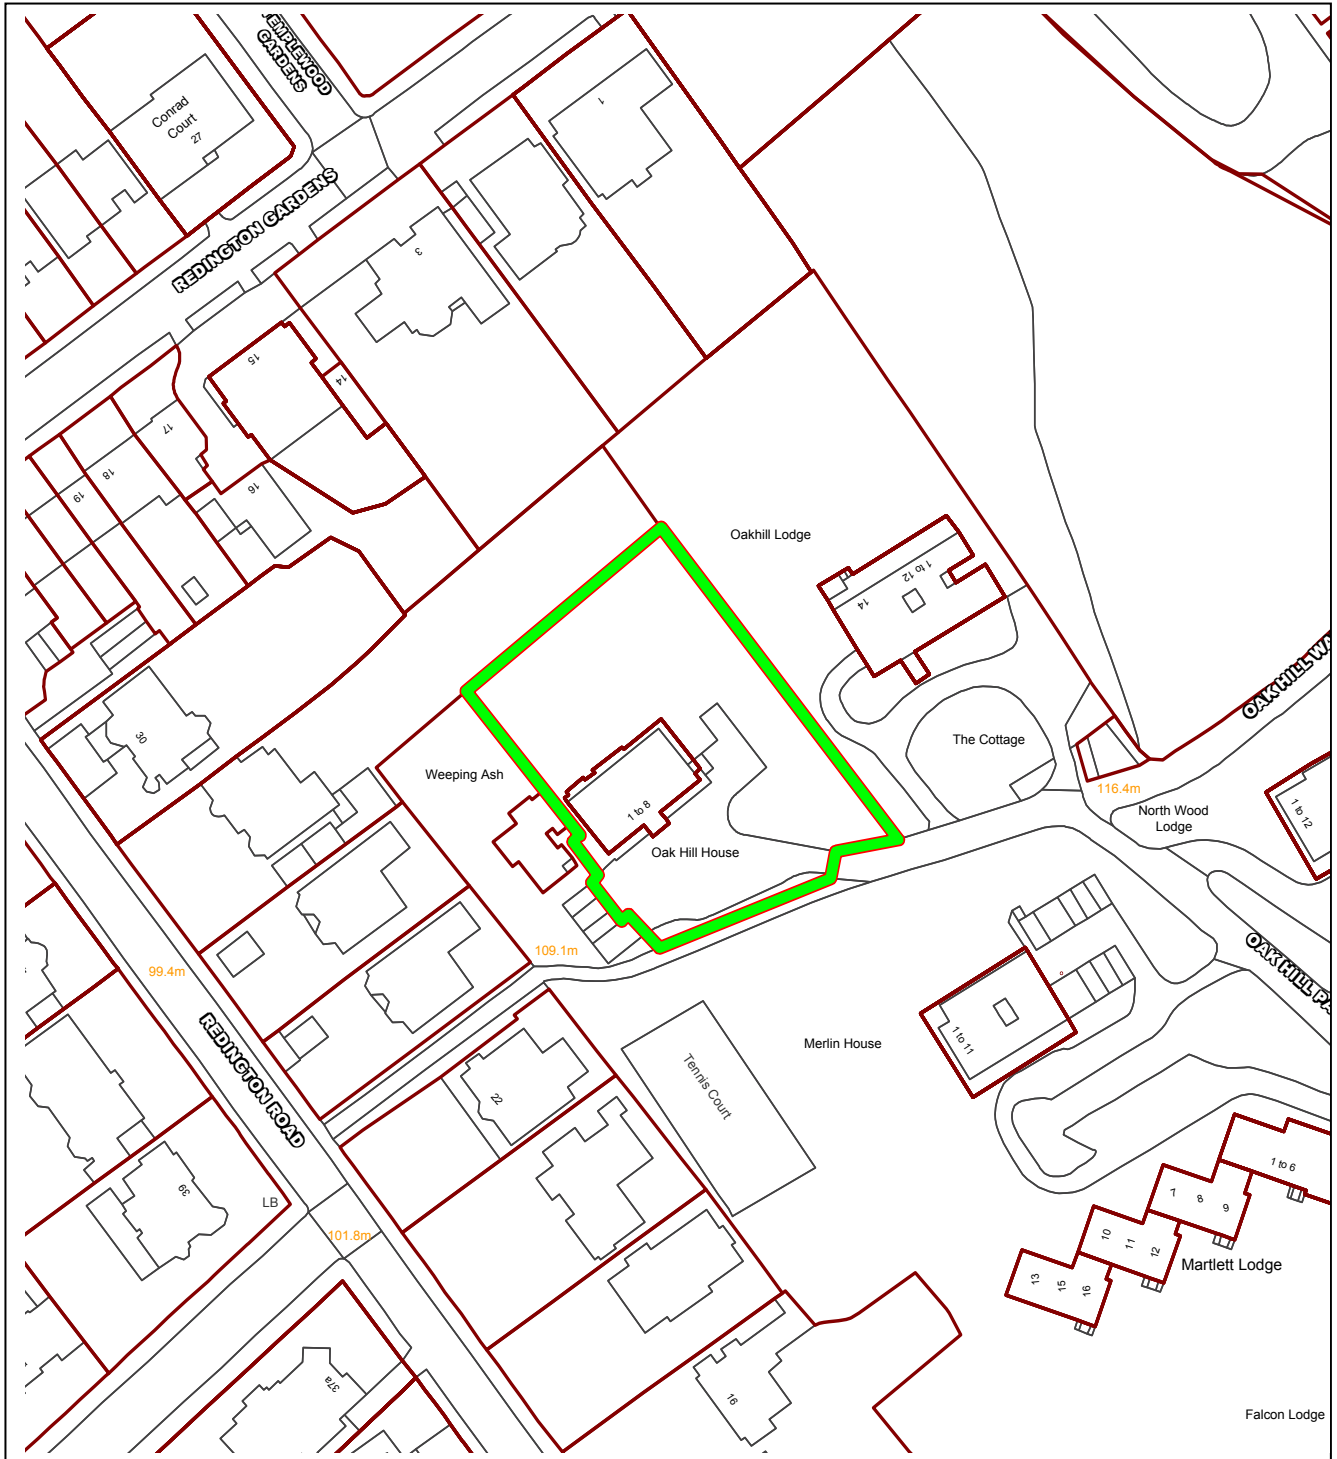 TEMPLEWOOD
GARDENS
Conrad
Court
27
1
REDINGTON GARDENS
3
15
14
17
18
19
16
Oakhill Lodge
1 to 12
14
OAK HILL WA
30
The Cottage
Weeping Ash
116.4m
1 to 8
North Wood
Lodge
1 to 12
Oak Hill House
109.1m
99.4m
OAK HILL PA
REDINGTON ROAD
1 to 11
Merlin House
Tennis Court
22
39
LB
1 to 6
7
8
9
101.8m
10
11
12
Martlett Lodge
13
15
16
37a
16
Falcon Lodge